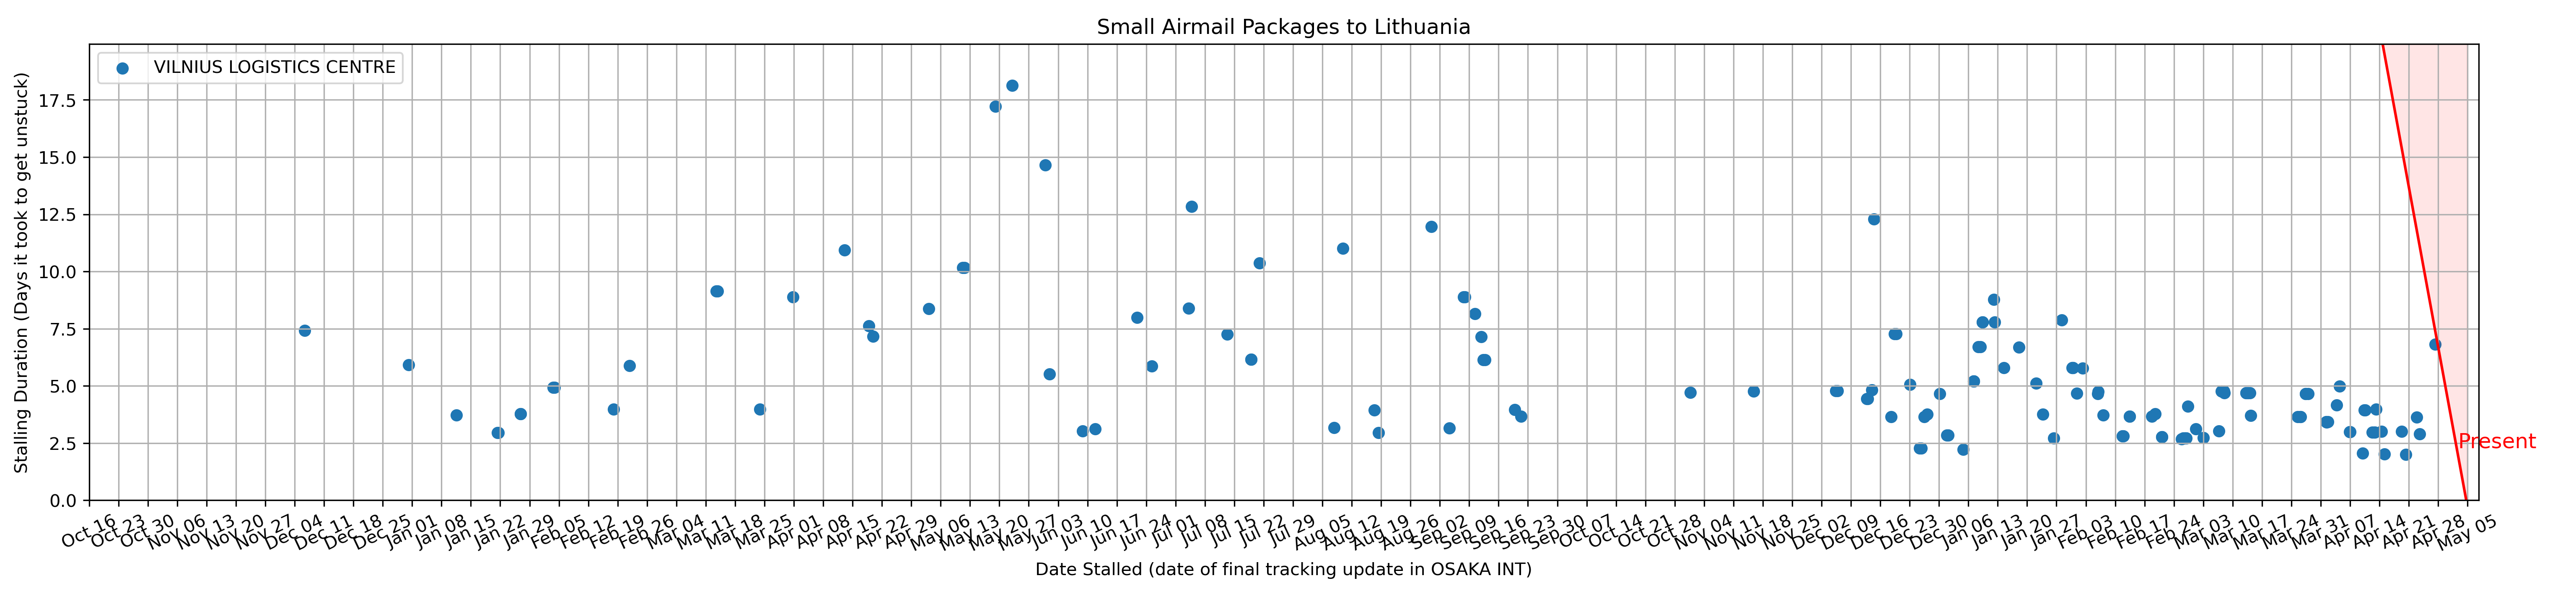 Small Airmail Packages to Lithuania
VILNIUS LOGISTICS CENTRE
Stalling Duration (Days it took to get unstuck)
17.5
15.0
12.5
10.0
7.5
5.0
2.5
0.0
Present
Oct 16
Oct 23
Oct 30
Nov 06
Nov 13
Nov 20
Nov 27
Dec 04
Dec 11
Dec 18
Dec 25
Jan 01
Jan 08
Jan 15
Jan 22
Jan 29
Feb 05
Feb 12
Feb 19
Feb 26
Mar 04
Mar 11
Mar 18
Mar 25
Apr 01
Apr 08
Apr 15
Apr 22
Apr 29
May 06
May 13
May 20
May 27
Jun 03
Jun 10
Jun 17
Jun 24
Jul 01
Jul 08
Jul 15
Jul 22
Jul 29
Aug 05
Aug 12
Aug 19
Aug 26
Sep 02
Sep 09
Sep 16
Sep 23
Sep 30
Oct 07
Oct 14
Oct 21
Oct 28
Nov 04
Nov 11
Nov 18
Nov 25
Dec 02
Dec 09
Dec 16
Dec 23
Dec 30
Jan 06
Jan 13
Jan 20
Jan 27
Feb 03
Feb 10
Feb 17
Feb 24
Mar 03
Mar 10
Mar 17
Mar 24
Mar 31
Apr 07
Apr 14
Apr 21
Apr 28
May 05
Date Stalled (date of final tracking update in OSAKA INT)